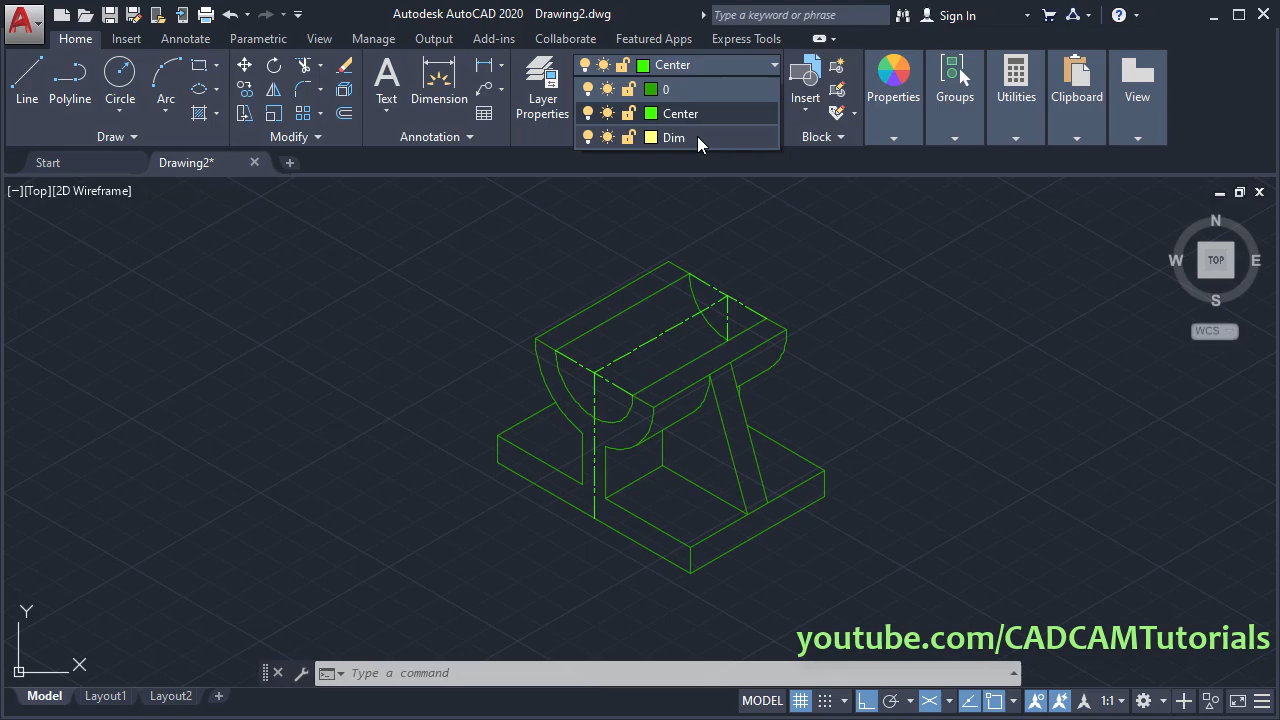 Autodesk AutoCAD 2020 Drawing2.dwg
Type a keyword or phrase
Sign In
Home Insert Annotate Parametric View Manage Output Add-ins Collaborate Featured Apps Express Tools
Line Polyline Circle Arc
Draw
Modify
Text Dimension
Annotation
Layer
Properties
Center
0
Center
Dim
Insert
Block
Properties
Groups
Utilities
Clipboard
View
Start Drawing2*
[−][Top][2D Wireframe]
N
W TOP E
S
WCS
Y
X
youtube.com/CADCAMTutorials
Type a command
Model Layout1 Layout2
MODEL 1:1